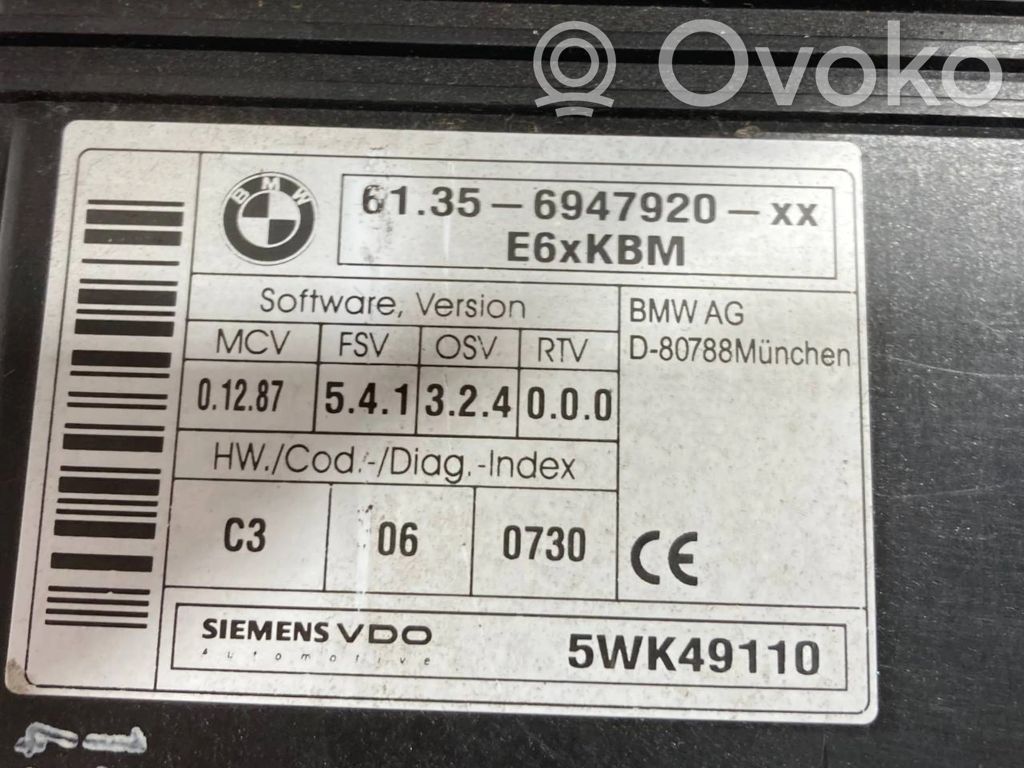 Ovoko
BMW
61.35 - 6947920 - xx
E6xKBM
Software, Version
MCV FSV OSV RTV
0.12.87 5.4.1 3.2.4 0.0.0
BMW AG
D-80788München
HW./Cod.-/Diag.-Index
C3 06 0730
CE
SIEMENS VDO
Automotive
5WK49110